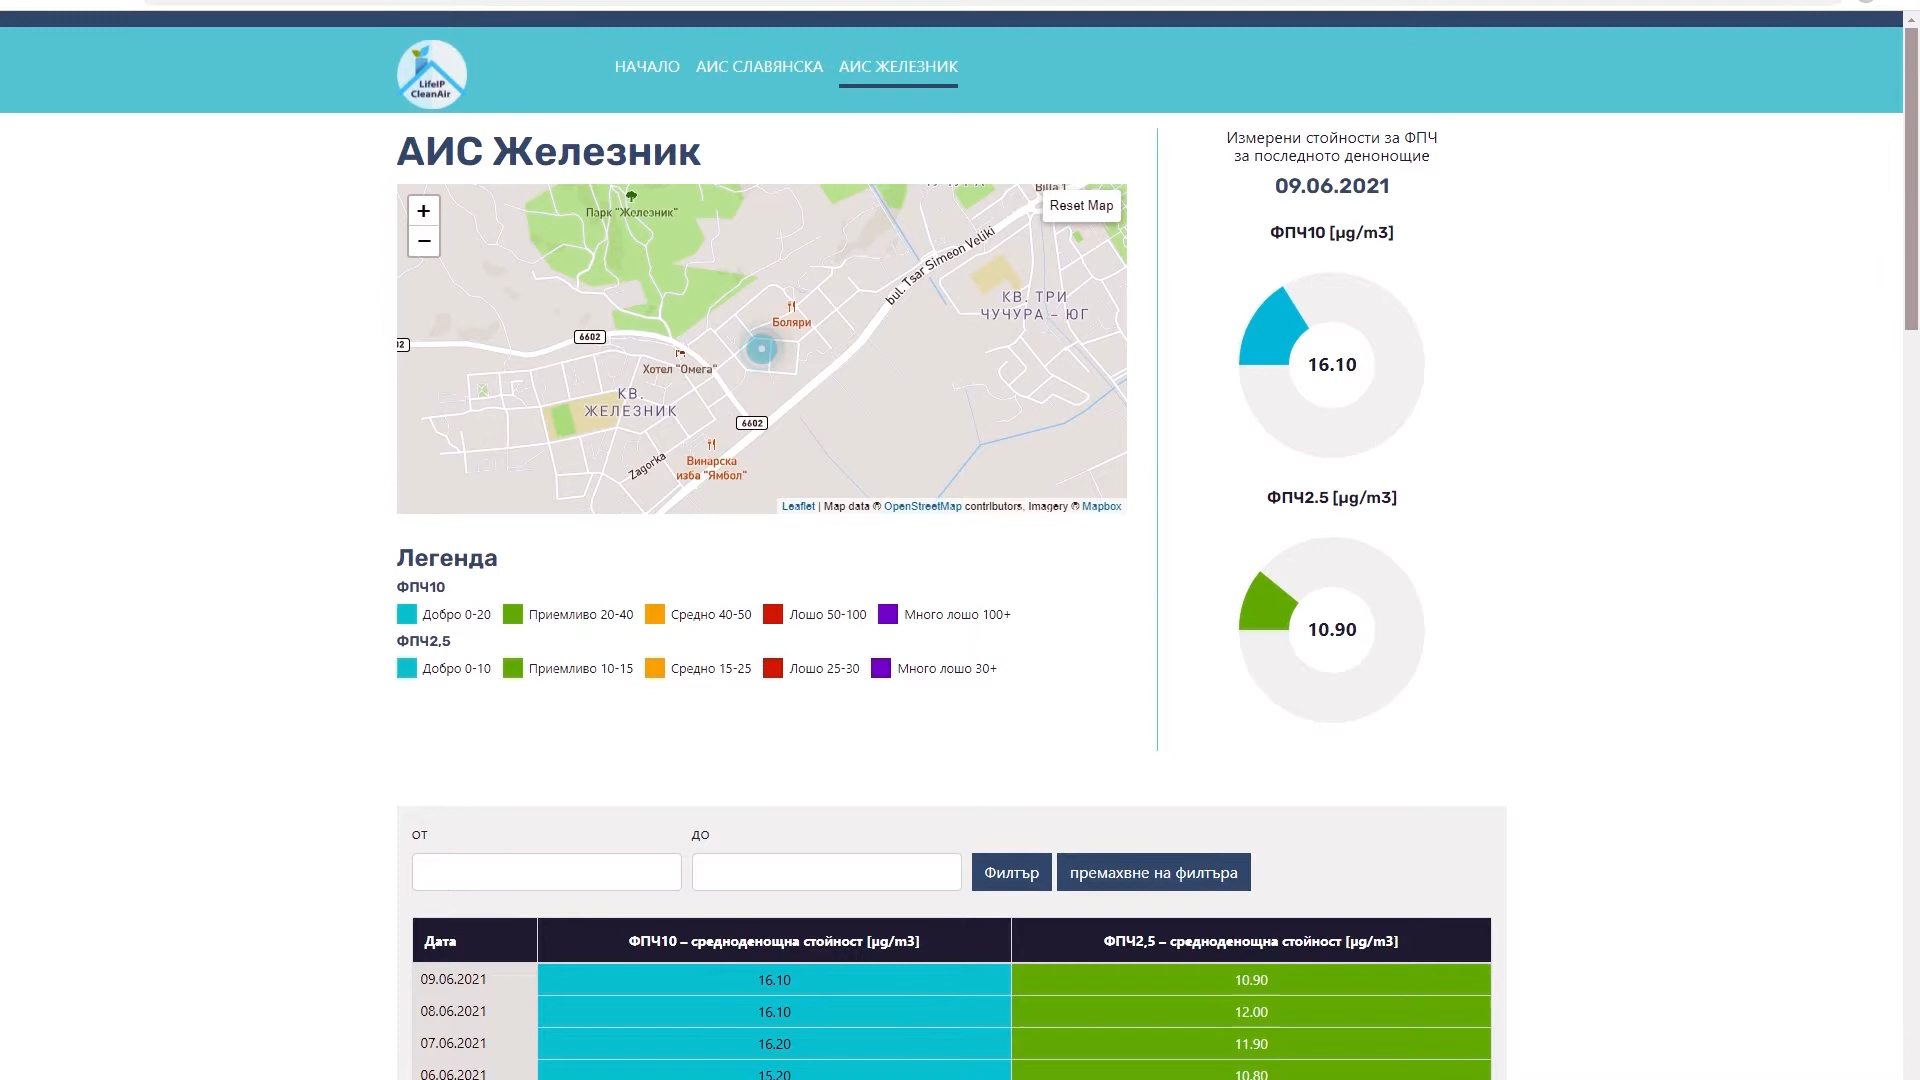 LifeIP
CleanAir
НАЧАЛО АИС СЛАВЯНСКА АИС ЖЕЛЕЗНИК
АИС Железник
+
−
Reset Map
Billa 1
Парк "Железник"
bul. Tsar Simeon Veliki
КВ. ТРИ
ЧУЧУРА – ЮГ
Боляри
6602
Хотел "Омега"
КВ.
ЖЕЛЕЗНИК
6602
Zagorka
Винарска
изба "Ямбол"
Leaflet | Map data © OpenStreetMap contributors, Imagery © Mapbox
Измерени стойности за ФПЧ
за последното денонощие
09.06.2021
ФПЧ10 [µg/m3]
16.10
ФПЧ2.5 [µg/m3]
10.90
Легенда
ФПЧ10
Добро 0-20 Приемливо 20-40 Средно 40-50 Лошо 50-100 Много лошо 100+
ФПЧ2,5
Добро 0-10 Приемливо 10-15 Средно 15-25 Лошо 25-30 Много лошо 30+
ОТ ДО
Филтър премахвне на филтъра
Дата ФПЧ10 – средноденощна стойност [µg/m3] ФПЧ2,5 – средноденощна стойност [µg/m3]
09.06.2021 16.10 10.90
08.06.2021 16.10 12.00
07.06.2021 16.20 11.90
06.06.2021 15.20 10.80